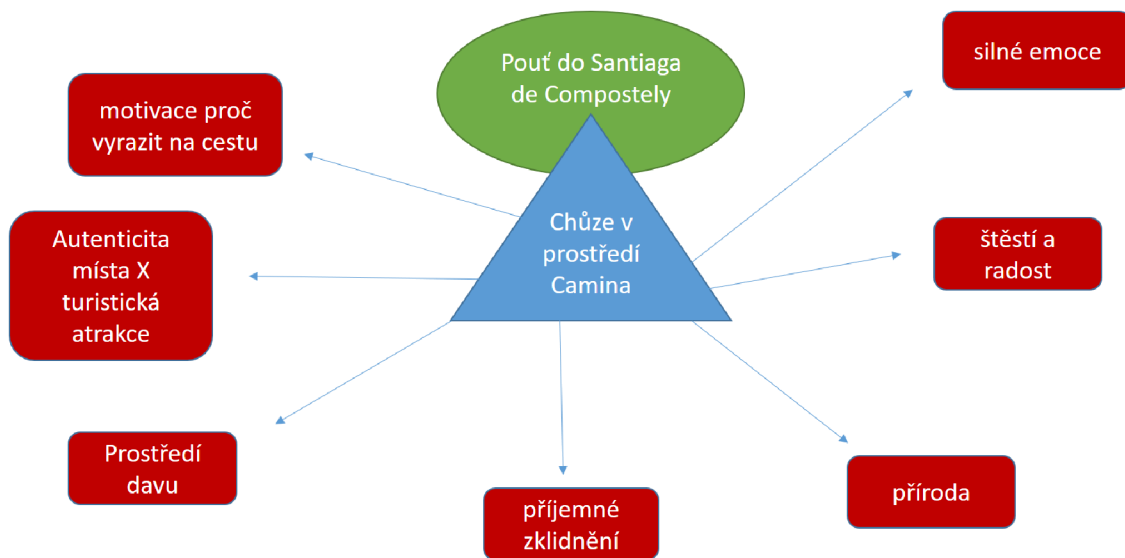 Pouť do Santiaga
de Compostely
silné emoce
motivace proč
vyrazit na cestu
Chůze v
prostředí
Camina
Autenticita
místa X
turistická
atrakce
štěstí a
radost
Prostředí
davu
příjemné
zklidnění
příroda